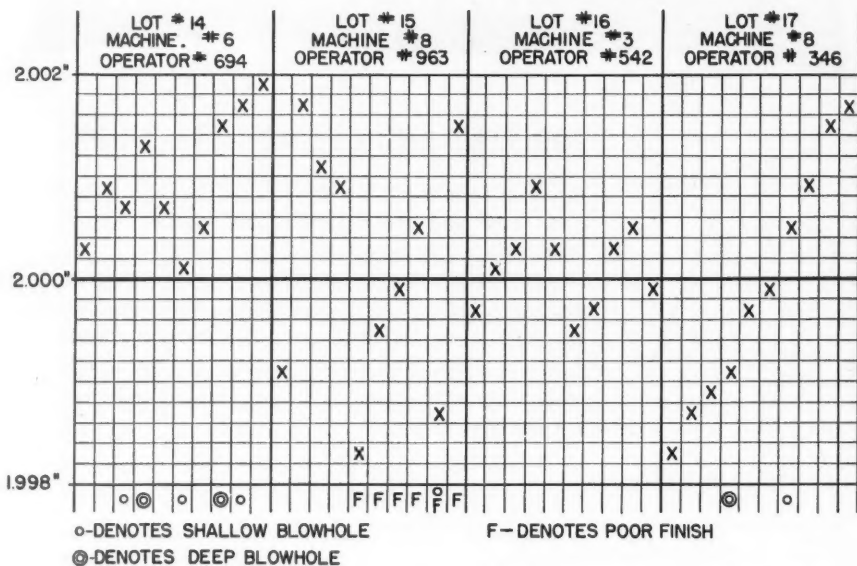 LOT #14
MACHINE. #6
OPERATOR # 694
LOT #15
MACHINE #8
OPERATOR #963
LOT #16
MACHINE #3
OPERATOR #542
LOT #17
MACHINE #8
OPERATOR # 346
2.002"
X X X X X X X X X X
X X X X X X X X X X
X X X X X X X X X X
X X X X X X X X X X
2.000"
1.998"
F F F F F F
o-DENOTES SHALLOW BLOWHOLE
F-DENOTES POOR FINISH
◎-DENOTES DEEP BLOWHOLE